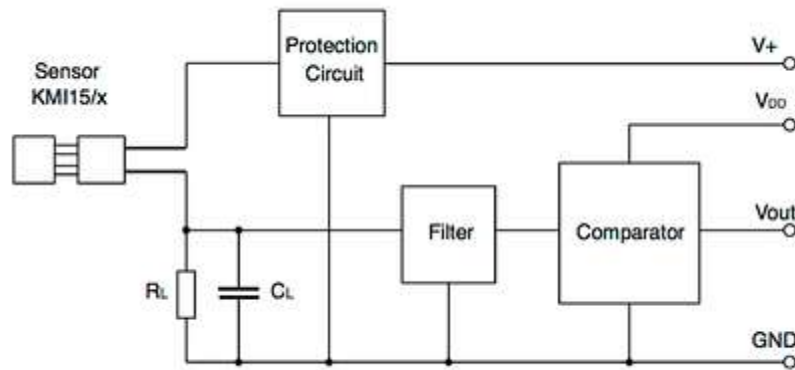 Protection
Circuit
V+
Sensor
KMI15/x
VDD
Vout
Filter
Comparator
RL
CL
GND